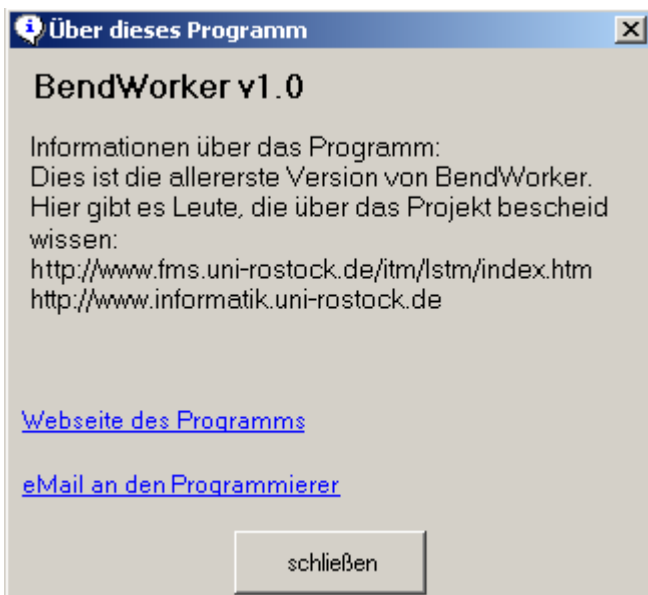 Über dieses Programm
BendWorker v1.0
Informationen über das Programm:
Dies ist die allererste Version von BendWorker.
Hier gibt es Leute, die über das Projekt bescheid
wissen:
http://www.fms.uni-rostock.de/itm/lstm/index.htm
http://www.informatik.uni-rostock.de
Webseite des Programms
eMail an den Programmierer
schließen